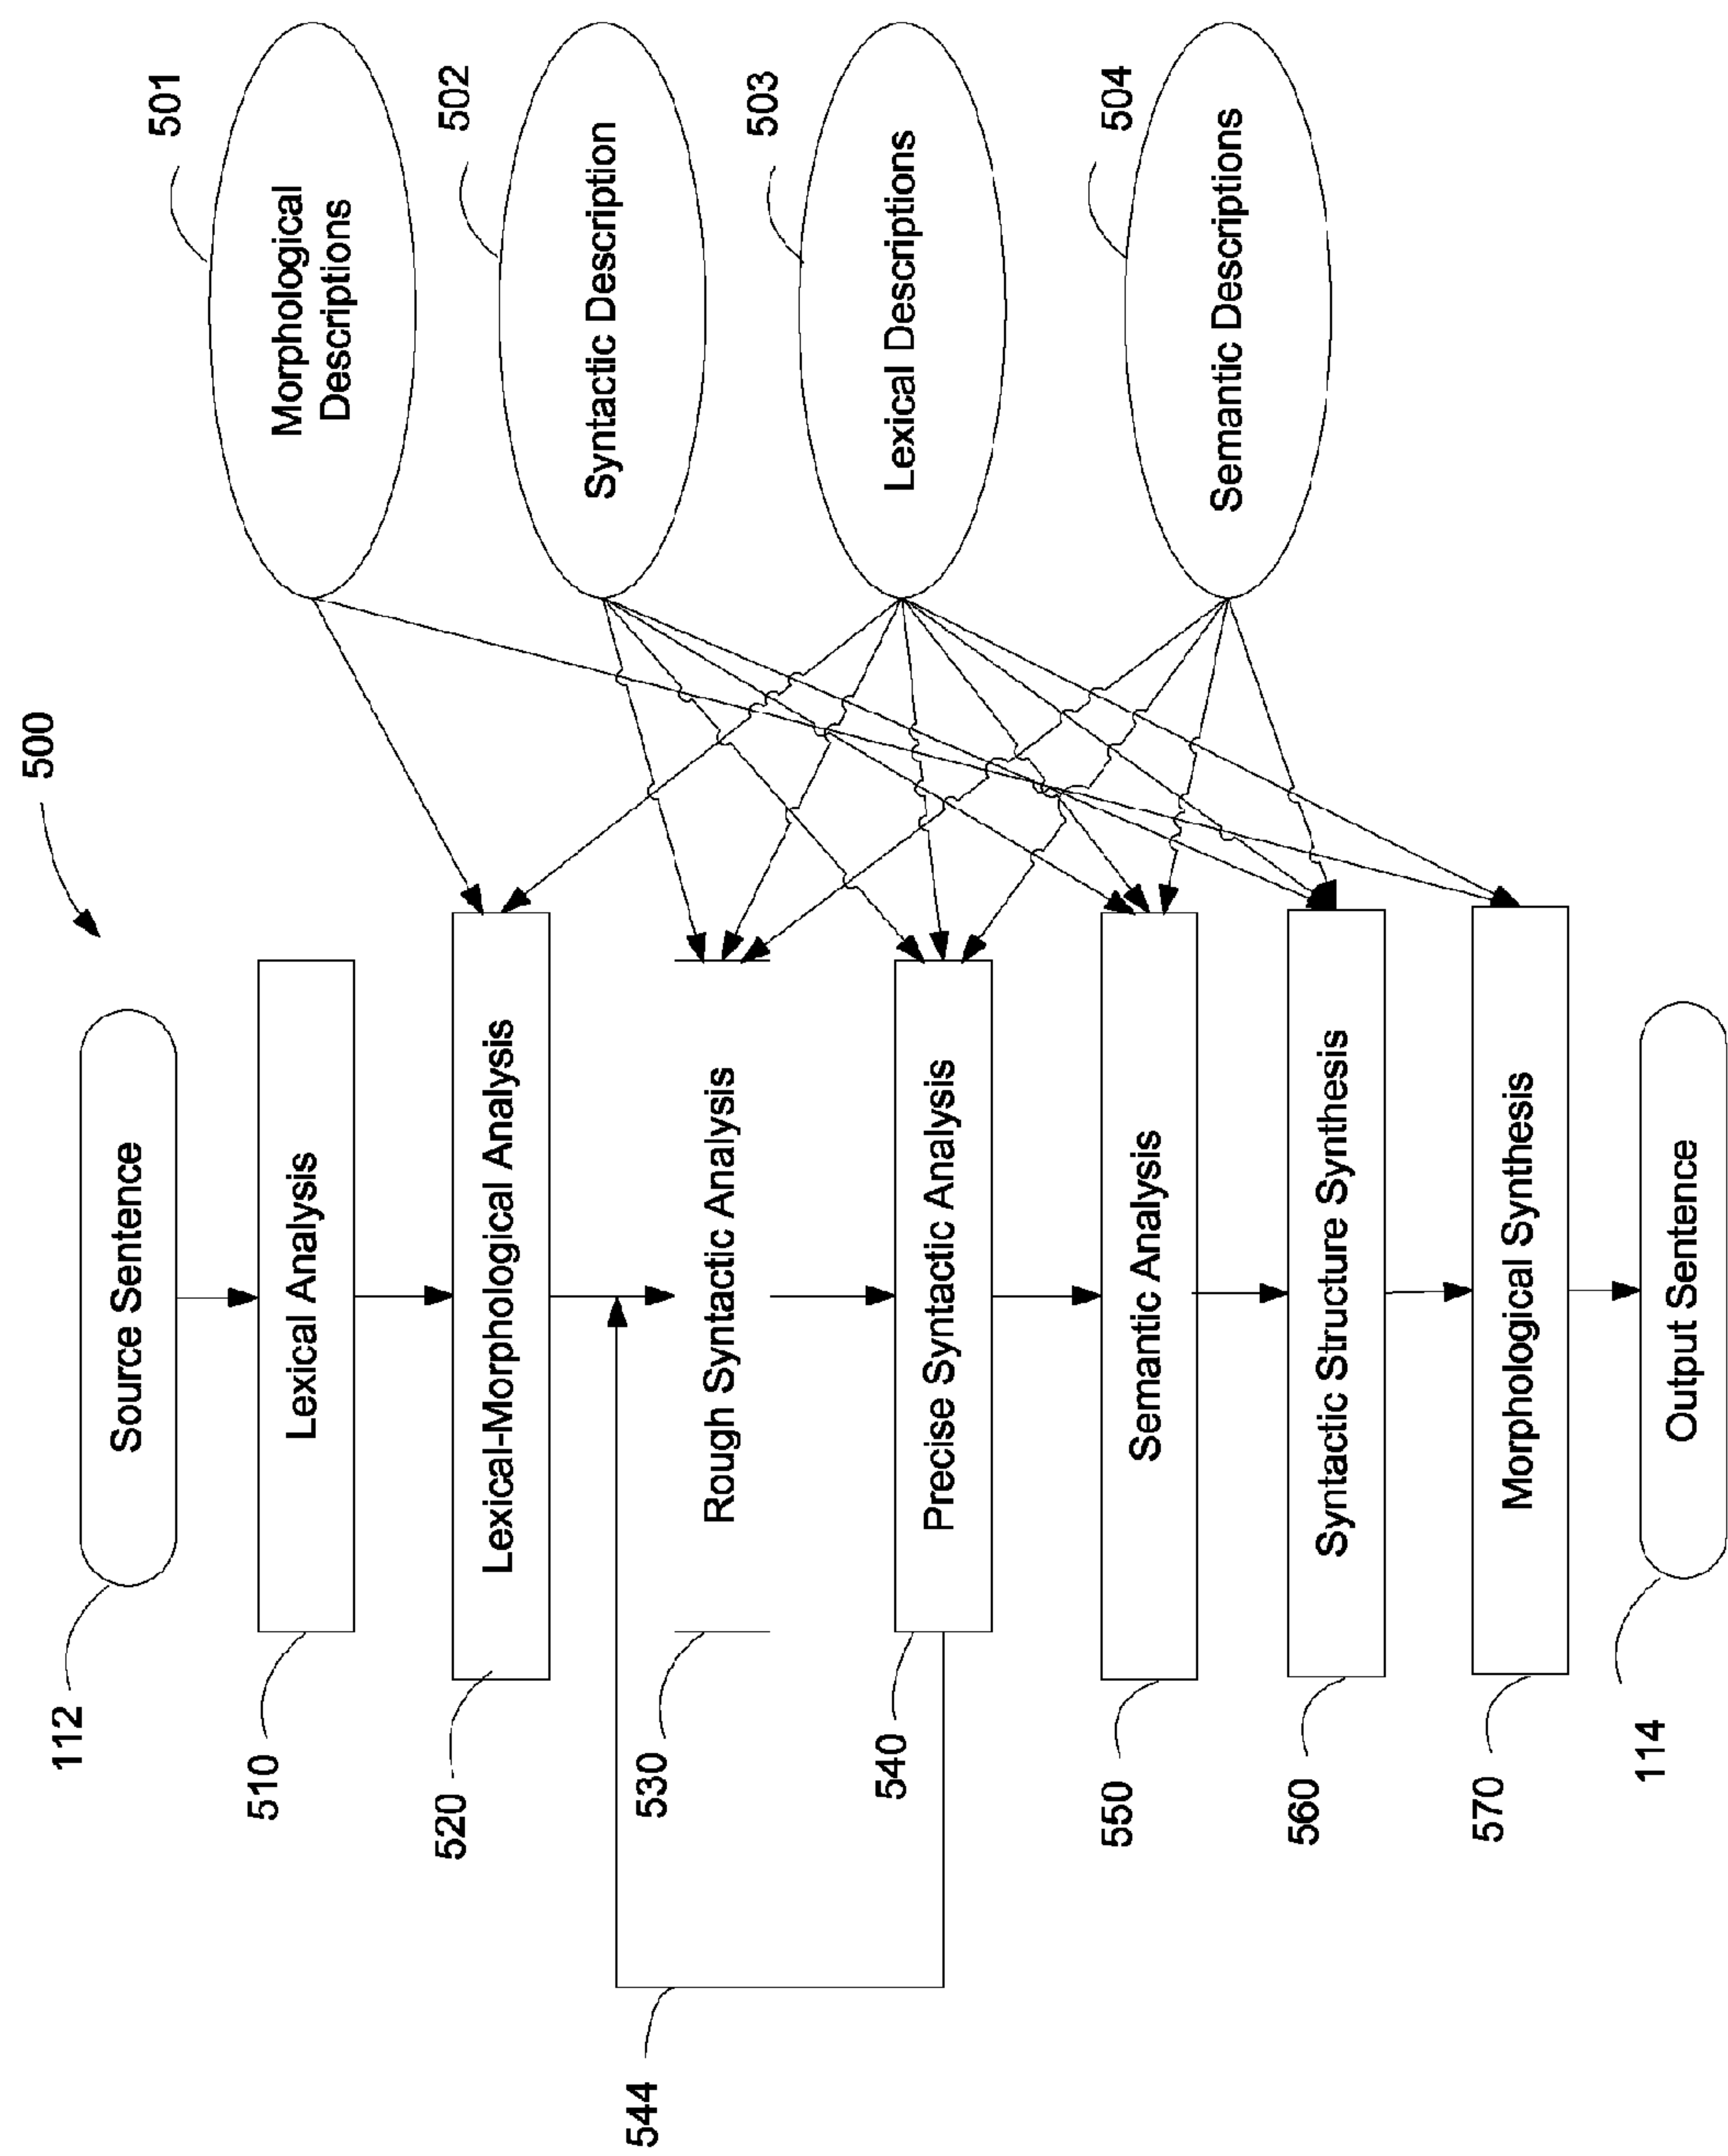 500
112
Source Sentence
510
Lexical Analysis
520
Lexical-Morphological Analysis
530
Rough Syntactic Analysis
544
540
Precise Syntactic Analysis
550
Semantic Analysis
560
Syntactic Structure Synthesis
570
Morphological Synthesis
114
Output Sentence
501
Morphological
Descriptions
502
Syntactic Description
503
Lexical Descriptions
504
Semantic Descriptions